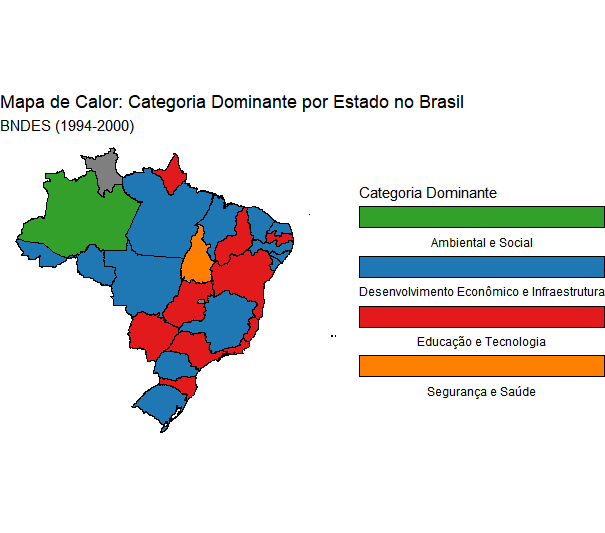 Mapa de Calor: Categoria Dominante por Estado no Brasil
BNDES (1994-2000)
Categoria Dominante
Ambiental e Social
Desenvolvimento Econômico e Infraestrutura
Educação e Tecnologia
Segurança e Saúde